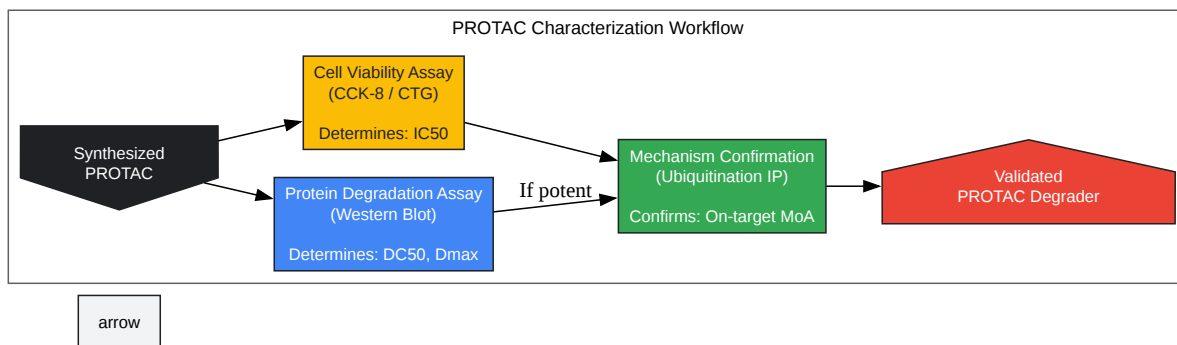 PROTAC Characterization Workflow
Synthesized
PROTAC
Cell Viability Assay
(CCK-8 / CTG)
Determines: IC50
Protein Degradation Assay
(Western Blot)
Determines: DC50, Dmax
If potent
Mechanism Confirmation
(Ubiquitination IP)
Confirms: On-target MoA
Validated
PROTAC Degrader
arrow